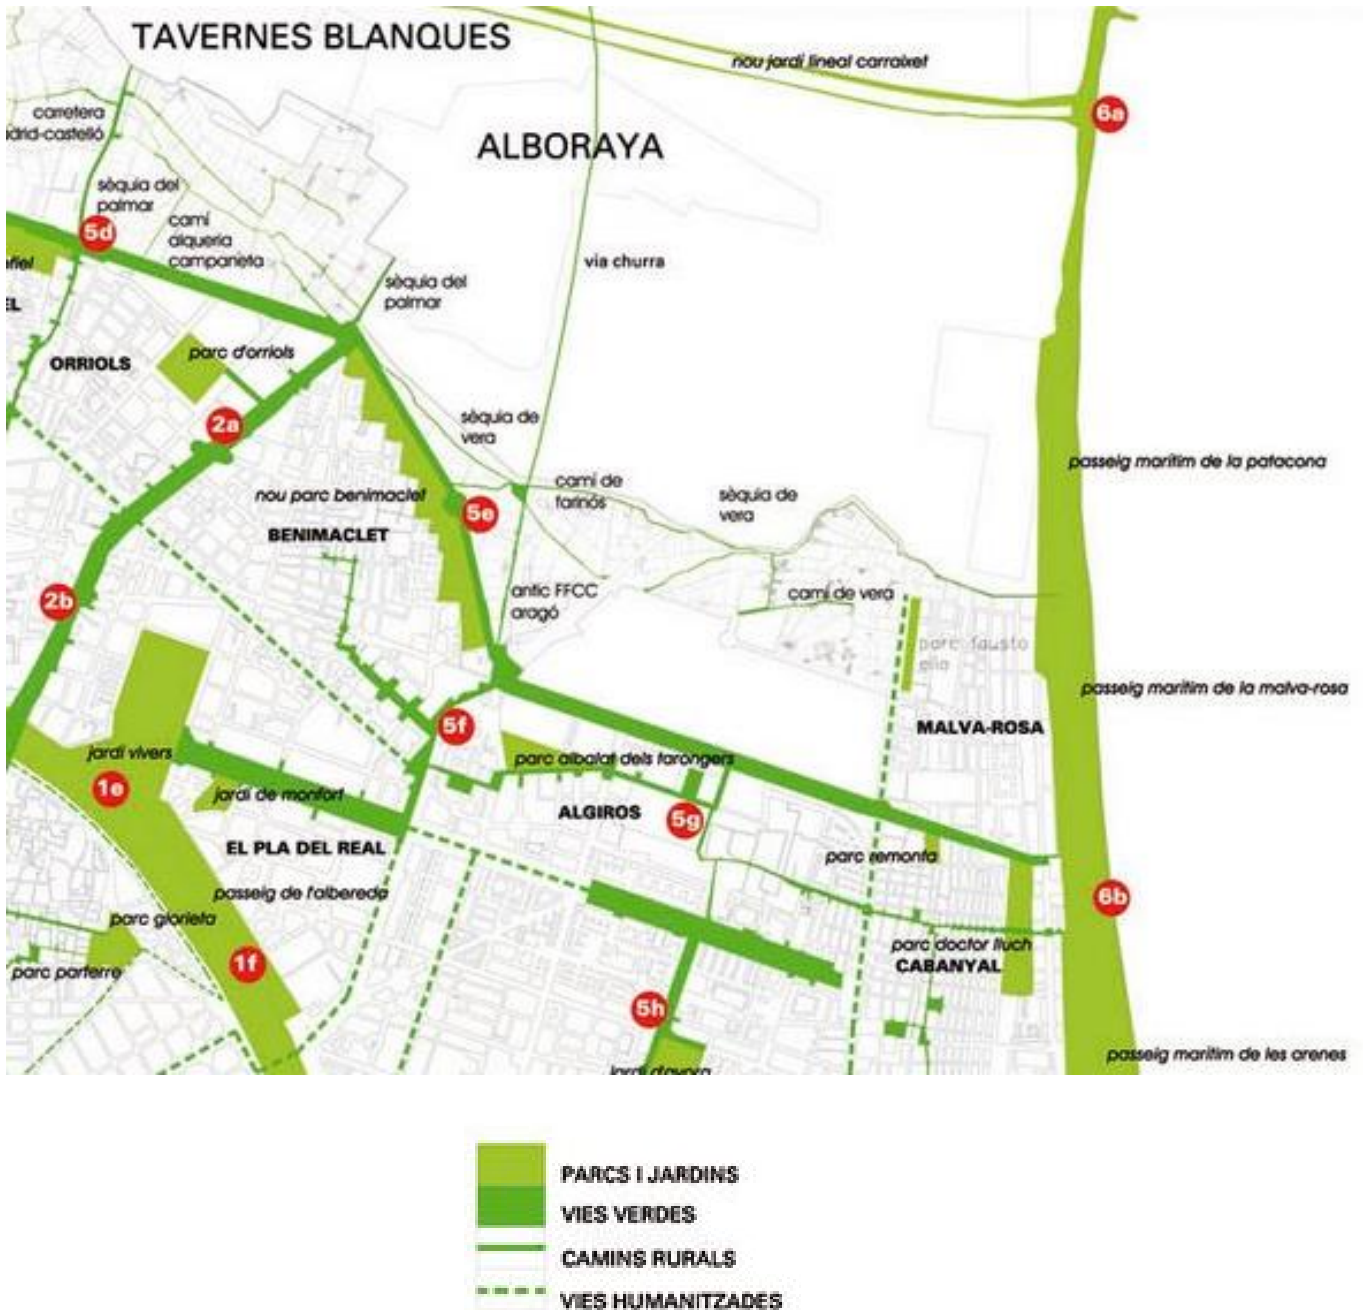 TAVERNES BLANQUES
nou jardí lineal carraixet
carretera
drid-castelló
6a
ALBORAYA
sèquia del
palmar
5d
camí
alqueria
campaneta
via churra
sèquia del
palmar
ORRIOLS
parc d'orriols
2a
sèquia de
vera
passeig marítim de la patacona
nou parc benimaclet
camí de
farinós
sèquia de
vera
5e
BENIMACLET
2b
antic FFCC
aragó
camí de vera
parc fausto
elio
passeig marítim de la malva-rosa
MALVA-ROSA
5f
jardí vivers
parc albalat dels tarongers
1e
jardí de monfort
ALGIROS
5g
EL PLA DEL REAL
parc remonta
passeig de l'albereda
6b
parc glorieta
parc doctor lluch
CABANYAL
parc parterre
1f
5h
passeig marítim de les arenes
PARCS I JARDINS
VIES VERDES
CAMINS RURALS
VIES HUMANITZADES